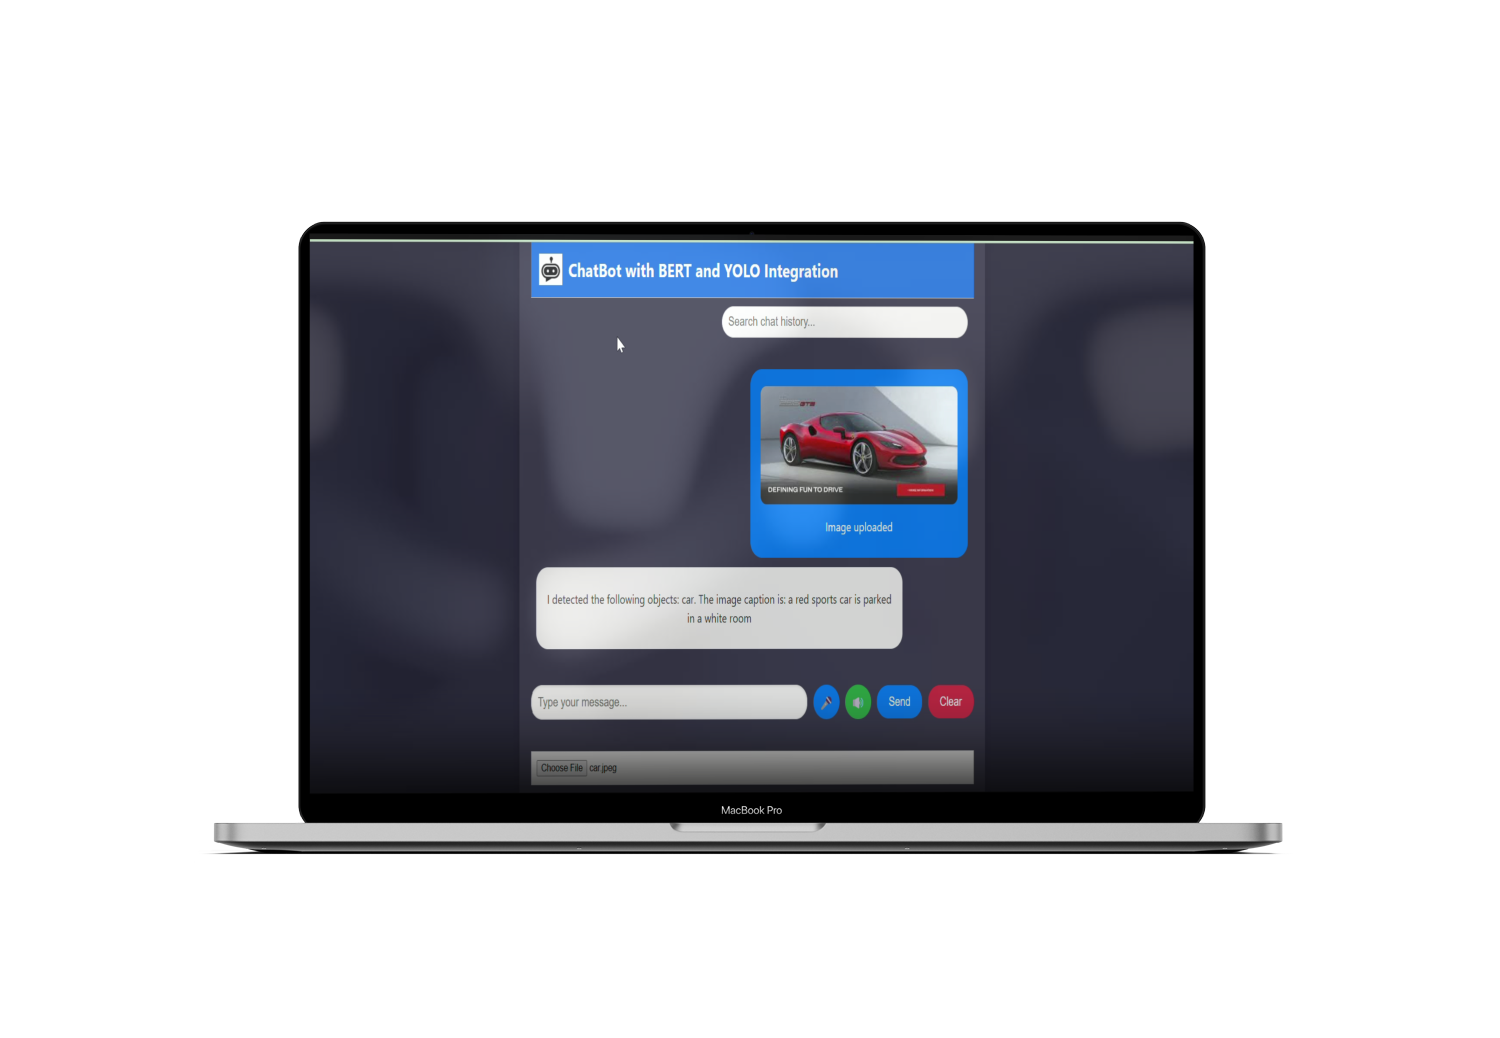 ChatBot with BERT and YOLO Integration
Search chat history...
GTB
DEFINING FUN TO DRIVE
Image uploaded
I detected the following objects: car. The image caption is: a red sports car is parked
in a white room
Type your message...
Send
Clear
Choose File car.jpeg
MacBook Pro